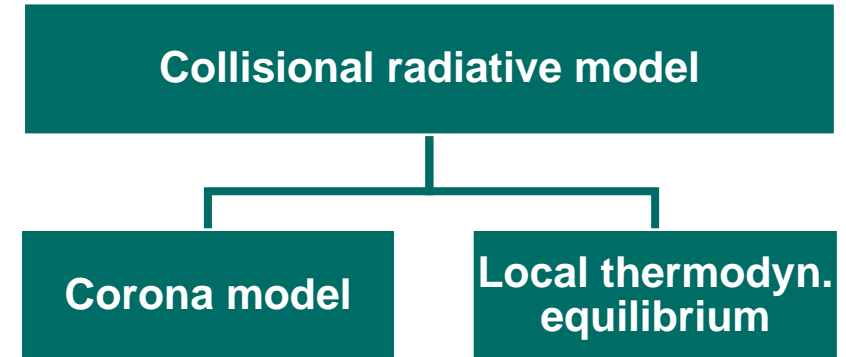 Collisional radiative model
Corona model
Local thermodyn.
equilibrium